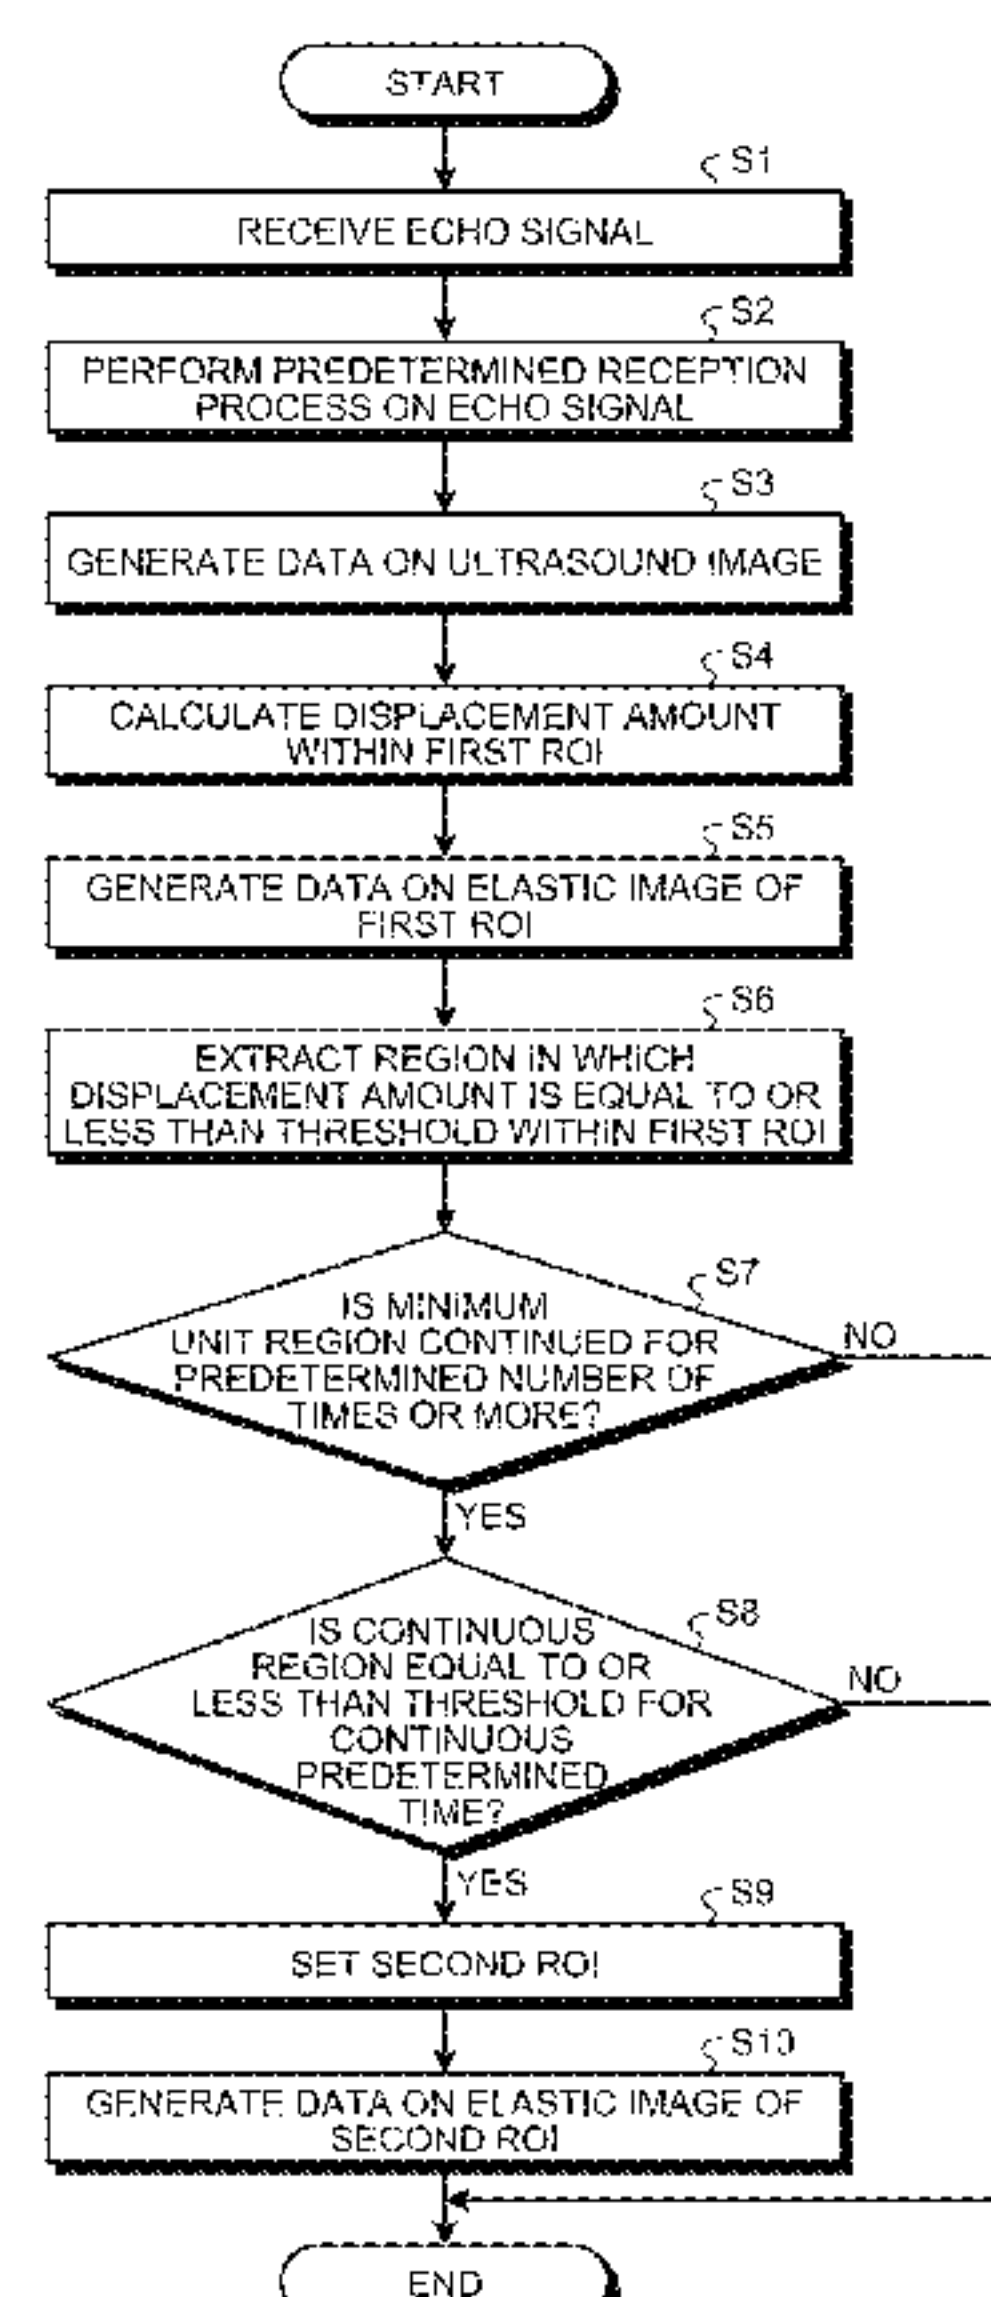 START
S1
RECEIVE ECHO SIGNAL
S2
PERFORM PREDETERMINED RECEPTION
PROCESS ON ECHO SIGNAL
S3
GENERATE DATA ON ULTRASOUND IMAGE
S4
CALCULATE DISPLACEMENT AMOUNT
WITHIN FIRST ROI
S5
GENERATE DATA ON ELASTIC IMAGE OF
FIRST ROI
S6
EXTRACT REGION IN WHICH
DISPLACEMENT AMOUNT IS EQUAL TO OR
LESS THAN THRESHOLD WITHIN FIRST ROI
S7
IS MINIMUM
UNIT REGION CONTINUED FOR
PREDETERMINED NUMBER OF
TIMES OR MORE?
NO
YES
S8
IS CONTINUOUS
REGION EQUAL TO OR
LESS THAN THRESHOLD FOR
CONTINUOUS
PREDETERMINED
TIME?
NO
YES
S9
SET SECOND ROI
S10
GENERATE DATA ON ELASTIC IMAGE OF
SECOND ROI
END